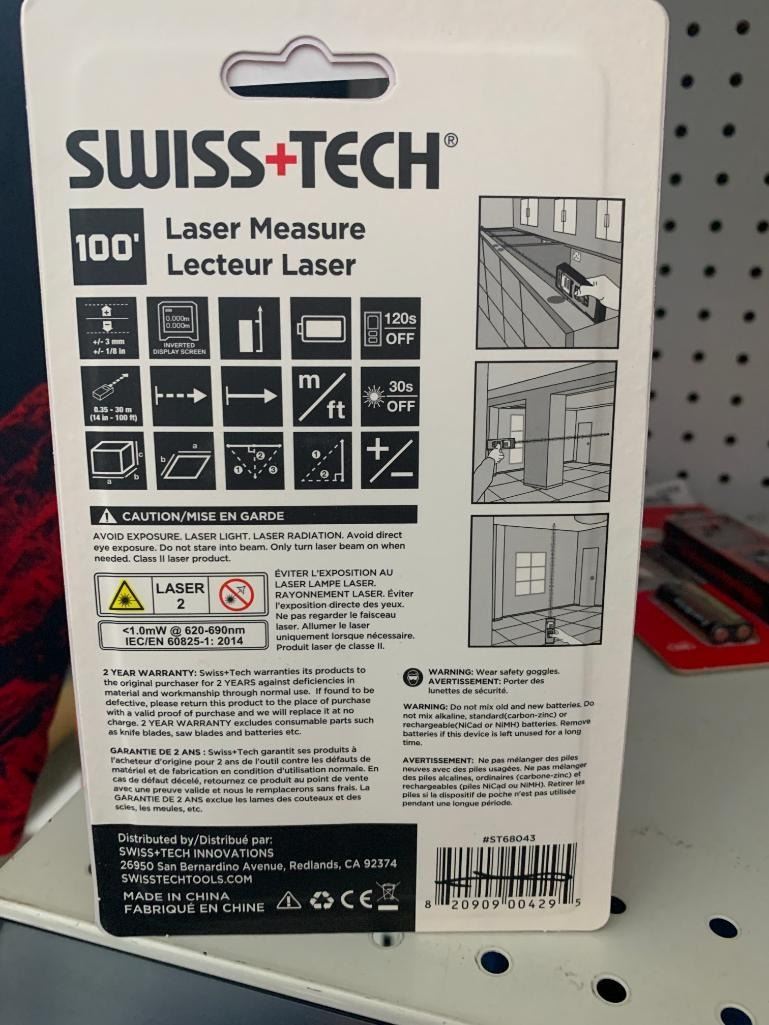 SWISS+TECH®
100'
Laser Measure
Lecteur Laser
+/- 3 mm
+/- 1/8 in
0.000m
0.000m
INVERTED
DISPLAY SCREEN
120s
OFF
0.35 - 30 m
(14 in - 100 ft)
m/ft
30s
OFF
a
b
c
a
b
1
2
3
1
2
+/-
CAUTION/MISE EN GARDE
AVOID EXPOSURE. LASER LIGHT. LASER RADIATION. Avoid direct
eye exposure. Do not stare into beam. Only turn laser beam on when
needed. Class II laser product.
LASER
2
<1.0mW @ 620-690nm
IEC/EN 60825-1: 2014
ÉVITER L'EXPOSITION AU
LASER LAMPE LASER.
RAYONNEMENT LASER. Éviter
l'exposition directe des yeux.
Ne pas regarder le faisceau
laser. Allumer le laser
uniquement lorsque nécessaire.
Produit laser de classe II.
2 YEAR WARRANTY: Swiss+Tech warranties its products to
the original purchaser for 2 YEARS against deficiencies in
material and workmanship through normal use. If found to be
defective, please return this product to the place of purchase
with a valid proof of purchase and we will replace it at no
charge. 2 YEAR WARRANTY excludes consumable parts such
as knife blades, saw blades and batteries etc.
GARANTIE DE 2 ANS : Swiss+Tech garantit ses produits à
l'acheteur d'origine pour 2 ans de l'outil contre les défauts de
matériel et de fabrication en condition d'utilisation normale. En
cas de défaut décelé, retournez ce produit au point de vente
avec une preuve valide et nous le remplacerons sans frais. La
GARANTIE DE 2 ANS exclue les lames des couteaux et des
scies, les meules, etc.
WARNING: Wear safety goggles.
AVERTISSEMENT: Porter des
lunettes de sécurité.
WARNING: Do not mix old and new batteries. Do
not mix alkaline, standard(carbon-zinc) or
rechargeable(NiCad or NiMH) batteries. Remove
batteries if this device is left unused for a long
time.
AVERTISSEMENT: Ne pas mélanger des piles
neuves avec des piles usagées. Ne pas mélanger
des piles alcalines, ordinaires (carbone-zinc) et
rechargeables (piles NiCad ou NiMH). Retirer les
piles si la dispositif de poche n'est pas utilisée
pendant une longue période.
Distributed by/Distribué par:
SWISS+TECH INNOVATIONS
26950 San Bernardino Avenue, Redlands, CA 92374
SWISSTECHTOOLS.COM
MADE IN CHINA
FABRIQUÉ EN CHINE
CE
#ST68043
8 20909 00429 5